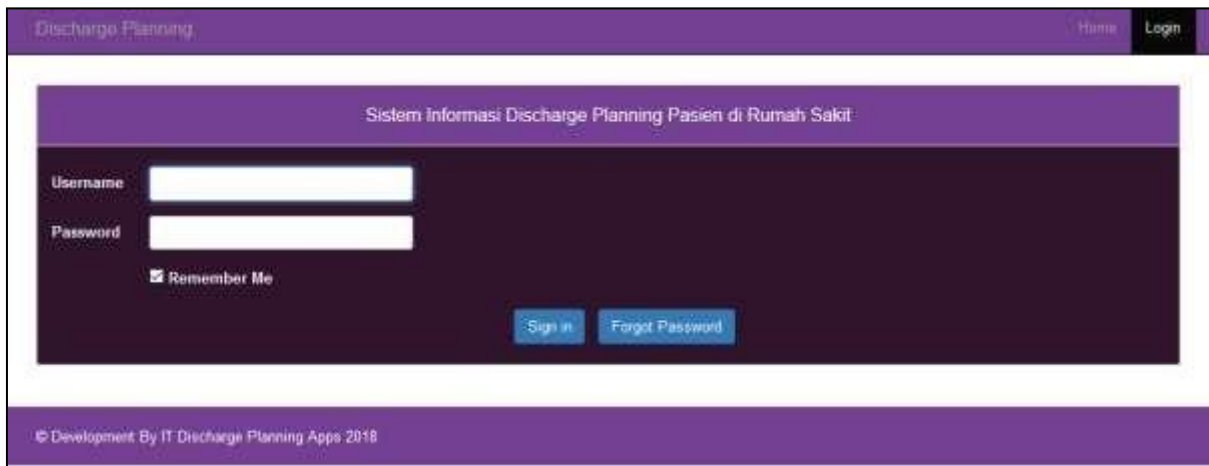 Discharge Planning
Home
Login
Sistem Informasi Discharge Planning Pasien di Rumah Sakit
Username
Password
Remember Me
Sign in
Forgot Password
© Development By IT Discharge Planning Apps 2018